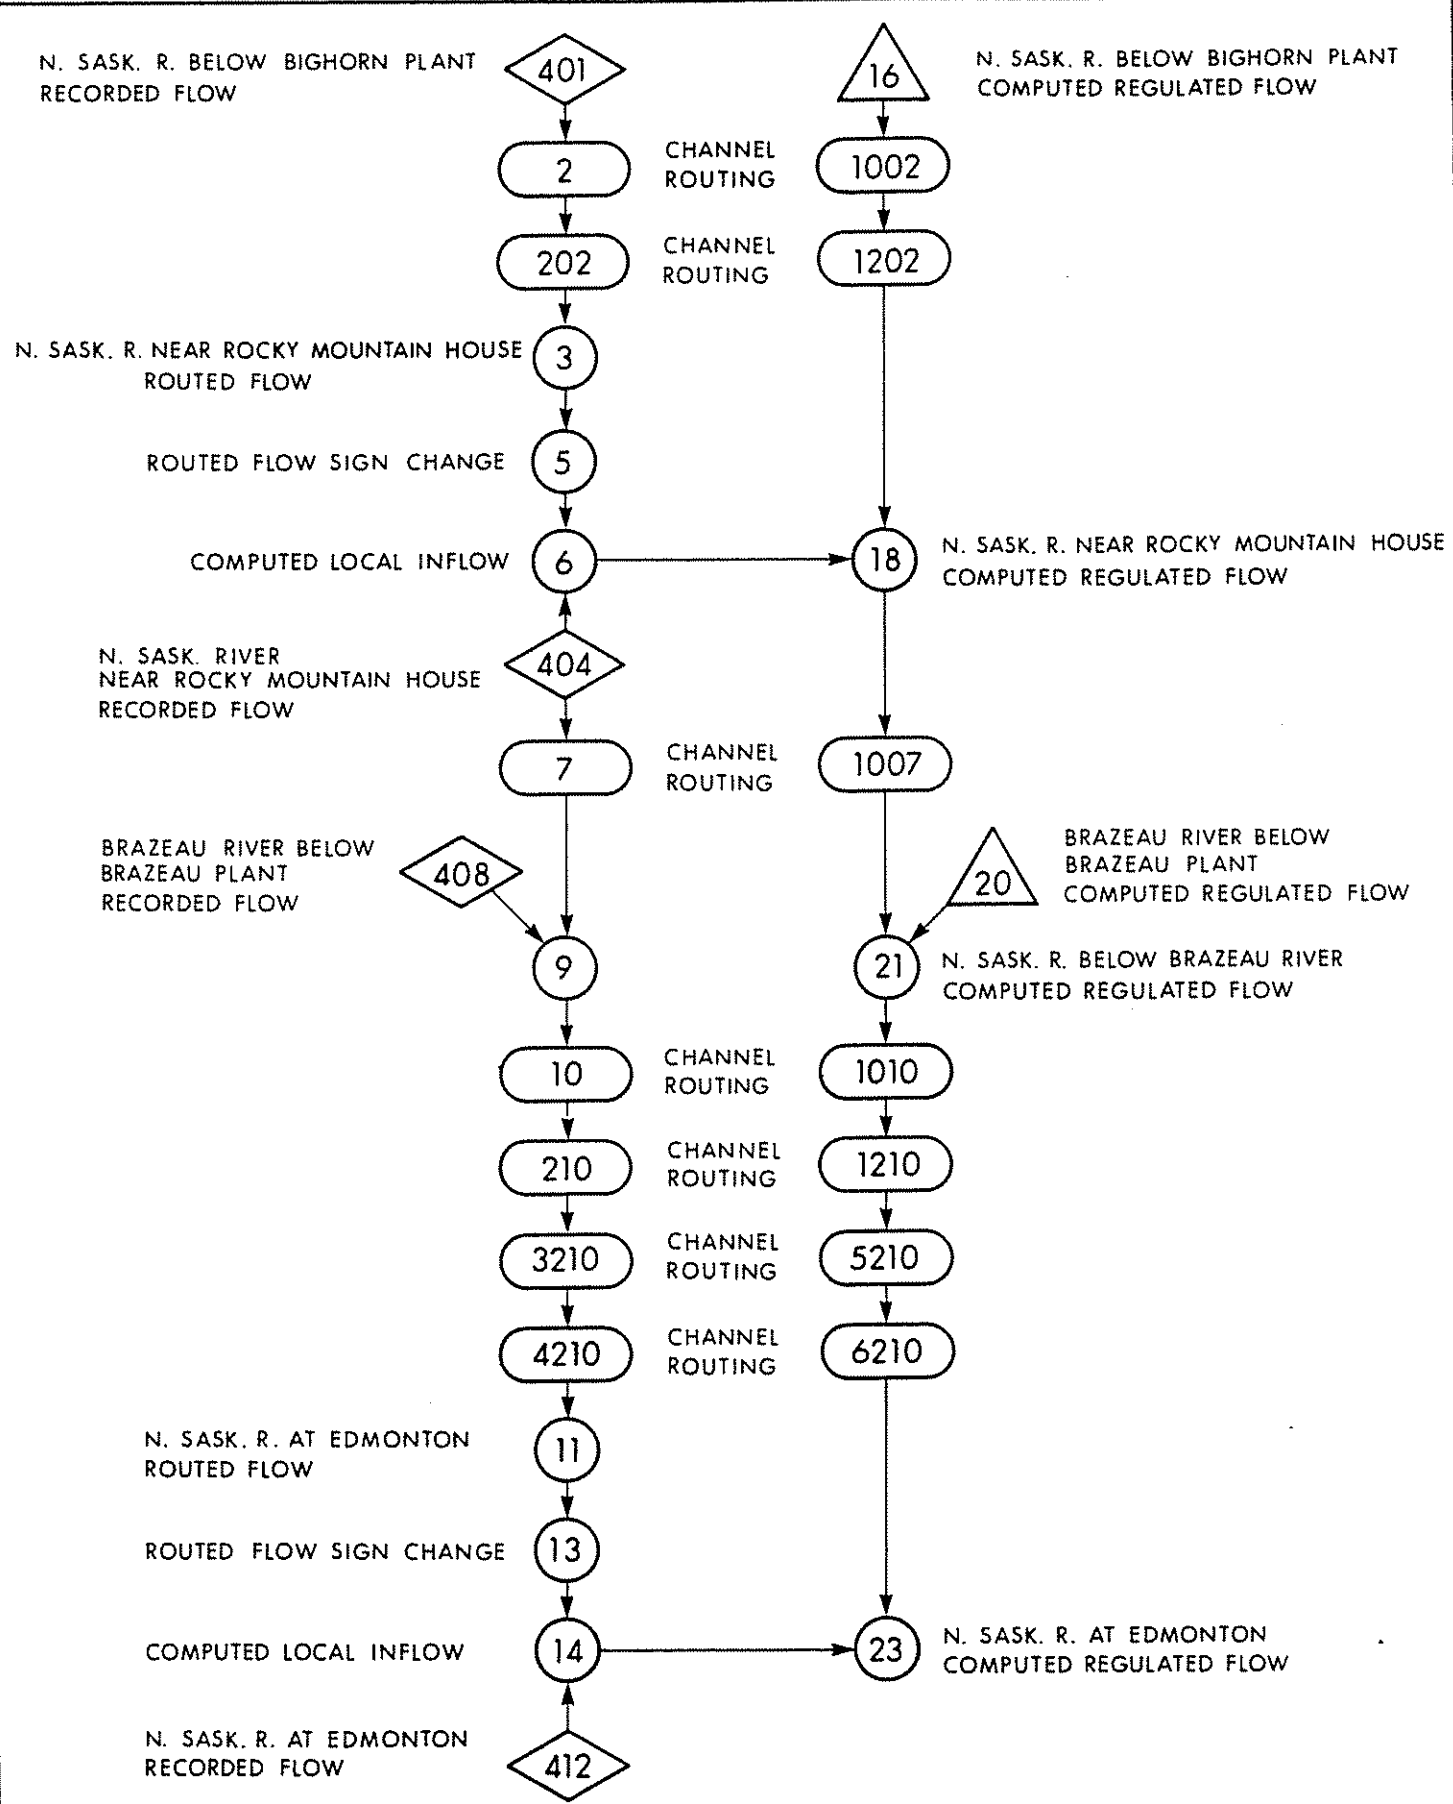 N. SASK. R. BELOW BIGHORN PLANT
RECORDED FLOW
401
16
N. SASK. R. BELOW BIGHORN PLANT
COMPUTED REGULATED FLOW
2
CHANNEL
ROUTING
1002
202
CHANNEL
ROUTING
1202
N. SASK. R. NEAR ROCKY MOUNTAIN HOUSE
ROUTED FLOW
3
ROUTED FLOW SIGN CHANGE
5
COMPUTED LOCAL INFLOW
6
18
N. SASK. R. NEAR ROCKY MOUNTAIN HOUSE
COMPUTED REGULATED FLOW
N. SASK. RIVER
NEAR ROCKY MOUNTAIN HOUSE
RECORDED FLOW
404
7
CHANNEL
ROUTING
1007
BRAZEAU RIVER BELOW
BRAZEAU PLANT
RECORDED FLOW
408
20
BRAZEAU RIVER BELOW
BRAZEAU PLANT
COMPUTED REGULATED FLOW
9
21
N. SASK. R. BELOW BRAZEAU RIVER
COMPUTED REGULATED FLOW
10
CHANNEL
ROUTING
1010
210
CHANNEL
ROUTING
1210
3210
CHANNEL
ROUTING
5210
4210
CHANNEL
ROUTING
6210
N. SASK. R. AT EDMONTON
ROUTED FLOW
11
ROUTED FLOW SIGN CHANGE
13
COMPUTED LOCAL INFLOW
14
23
N. SASK. R. AT EDMONTON
COMPUTED REGULATED FLOW
N. SASK. R. AT EDMONTON
RECORDED FLOW
412